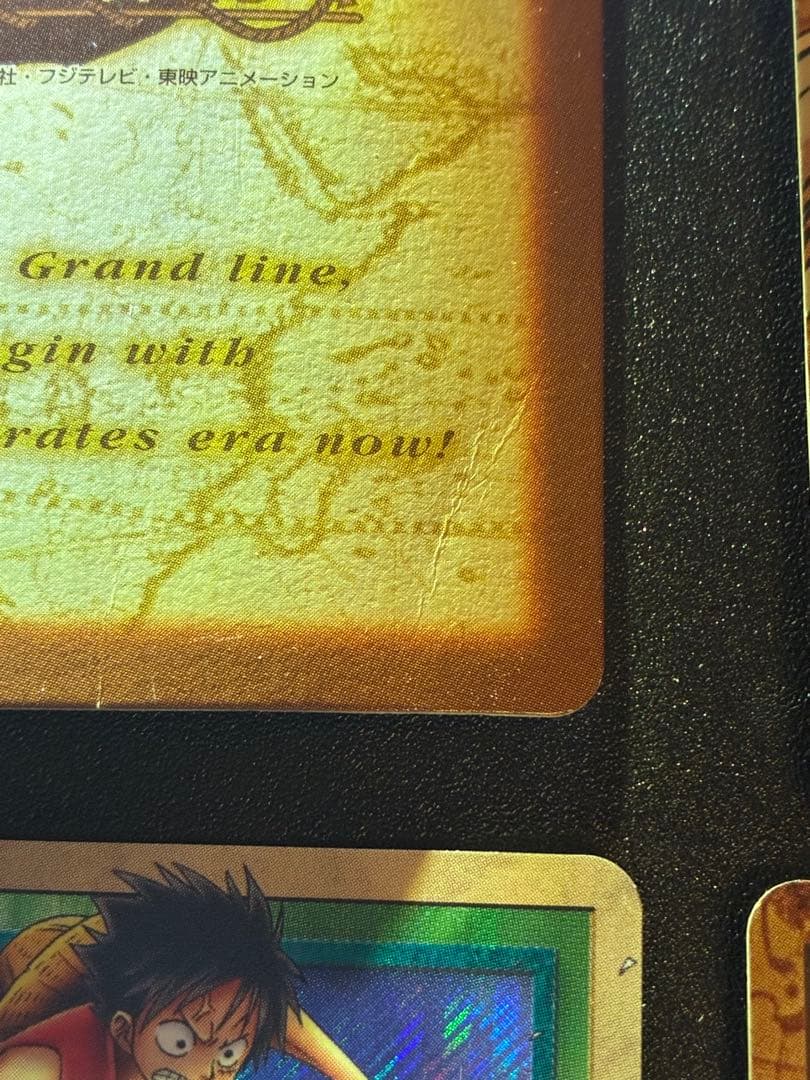 社・フジテレビ・東映アニメーション
Grand line,
gin with
rates era now!